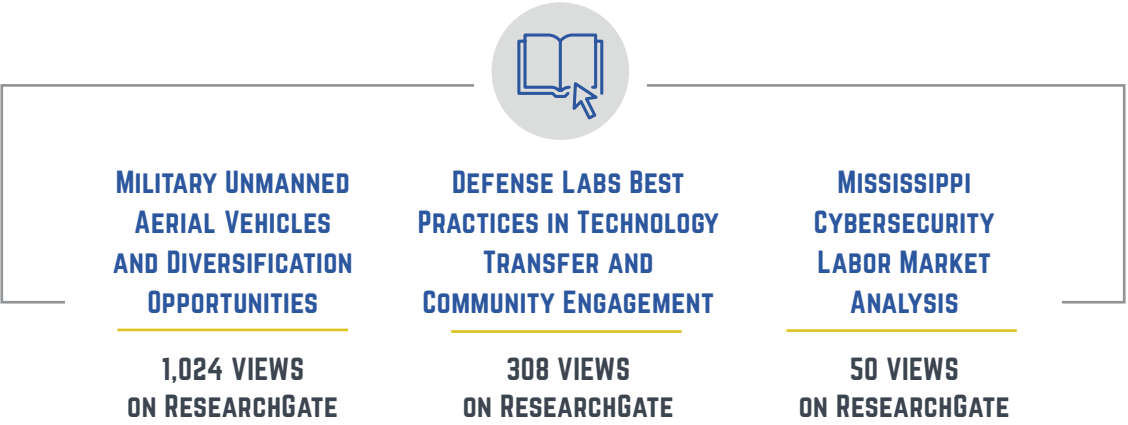 Military Unmanned
Aerial Vehicles
and Diversification
Opportunities
1,024 VIEWS
on ResearchGate
Defense Labs Best
Practices in Technology
Transfer and
Community Engagement
308 VIEWS
on ResearchGate
Mississippi
Cybersecurity
Labor Market
Analysis
50 VIEWS
on ResearchGate